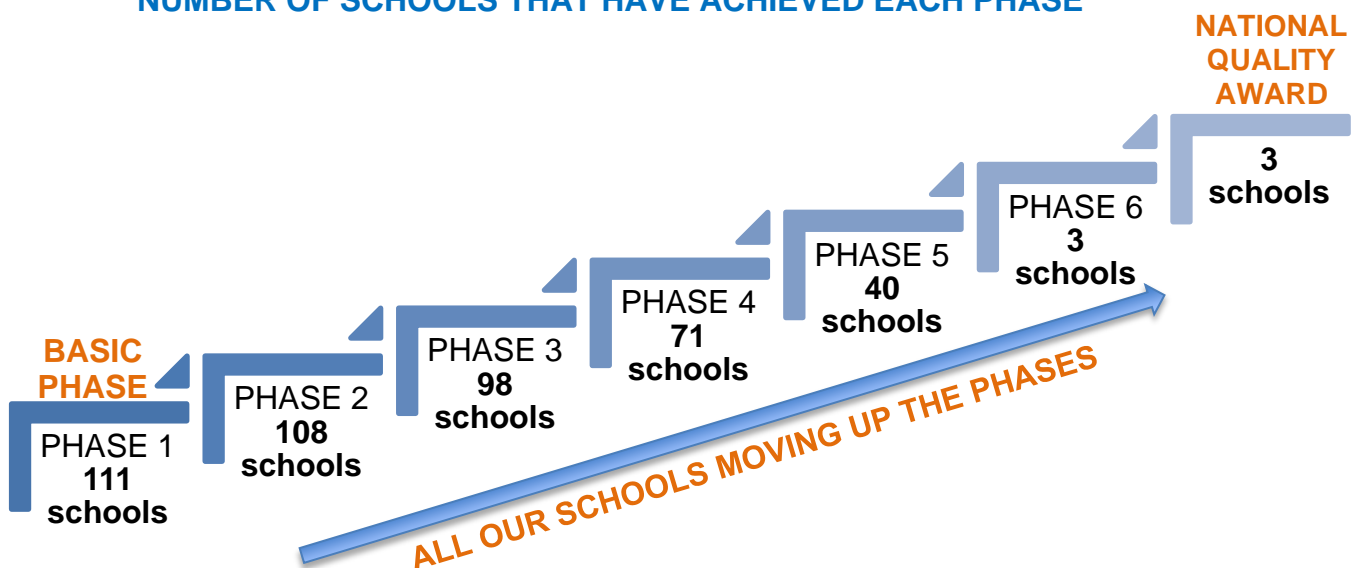 NUMBER OF SCHOOLS THAT HAVE ACHIEVED EACH PHASE
NATIONAL
QUALITY
AWARD
3
schools
PHASE 6
3
schools
PHASE 5
40
schools
PHASE 4
71
schools
PHASE 3
98
schools
PHASE 2
108
schools
BASIC
PHASE
PHASE 1
111
schools
ALL OUR SCHOOLS MOVING UP THE PHASES